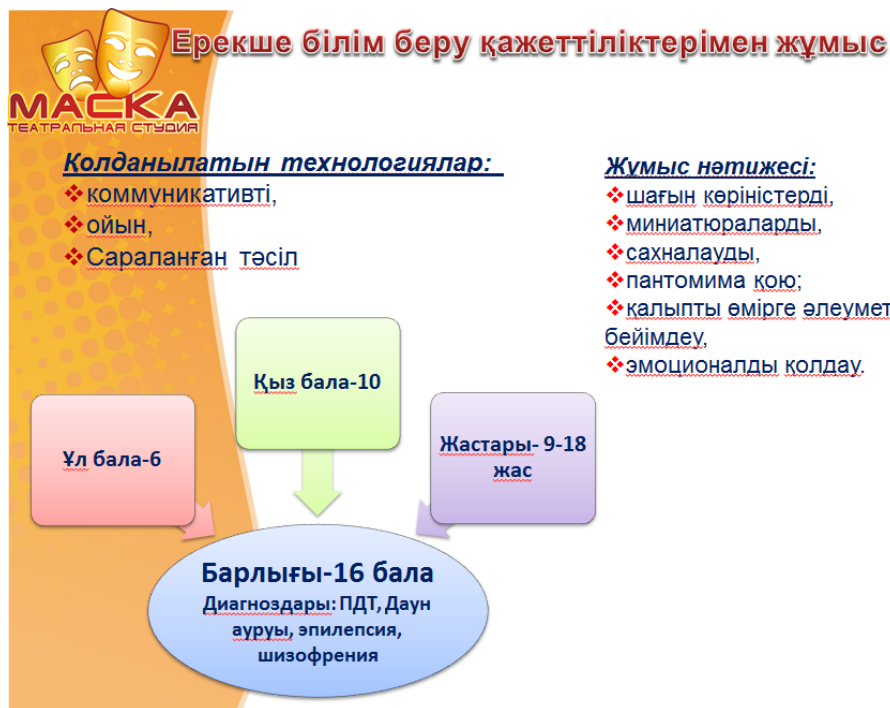 Ерекше білім беру қажеттіліктерімен жұмыс
МАСКА
ТЕАТРАЛЬНАЯ СТУДИЯ
Қолданылатын технологиялар:
коммуникативті,
ойын,
Сараланған тәсіл
Жұмыс нәтижесі:
шағын көріністерді,
миниатюраларды,
сахналауды,
пантомима қою;
қалыпты өмірге әлеумет
бейімдеу,
эмоционалды қолдау.
Қыз бала-10
Ұл бала-6
Жастары- 9-18
жас
Барлығы-16 бала
Диагноздары: ПДТ, Даун
ауруы, эпилепсия,
шизофрения